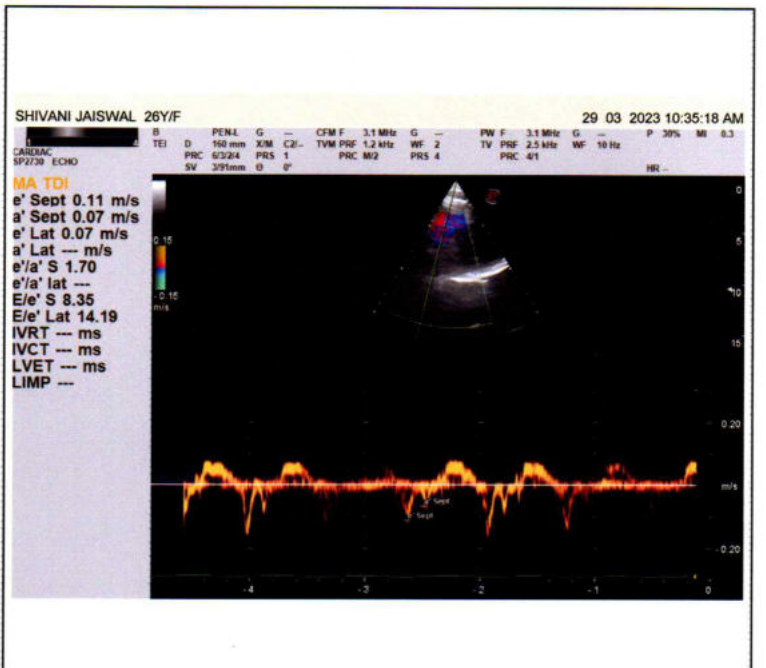 SHIVANI JAISWAL 26Y/F
29 03 2023 10:35:18 AM
B PEN-L G --- CFM F 3.1 MHz G --- PW F 3.1 MHz G --- P 30% MI 0.3
TEI D 160 mm X/M C2/-- TVM PRF 1.2 kHz WF 2 TV PRF 2.5 kHz WF 10 Hz
PRC 6/3/2/4 PRS 1 PRC M/2 PRS 4 PRC 4/1
SV 3/91mm Θ 0° HR --
CARDIAC
SP2730 ECHO
MA TDI
e' Sept 0.11 m/s
a' Sept 0.07 m/s
e' Lat 0.07 m/s
a' Lat --- m/s
e'/a' S 1.70
e'/a' lat ---
E/e' S 8.35
E/e' Lat 14.19
IVRT --- ms
IVCT --- ms
LVET --- ms
LIMP ---
0.15
- 0.15
m/s
0
5
10
15
0.20
m/s
- 0.20
Sept
Sept
-4 -3 -2 -1 0